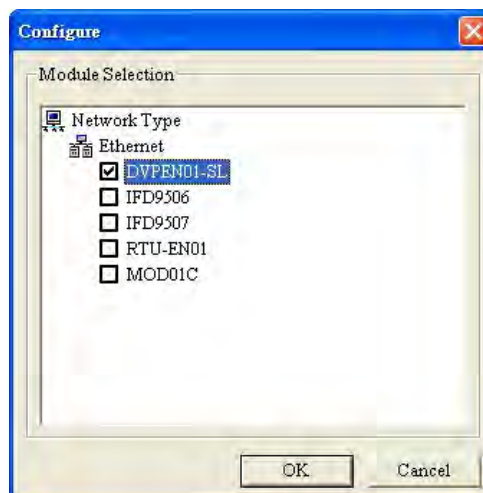 Configure
Module Selection
Network Type
Ethernet
DVPEN01-SL
IFD9506
IFD9507
RTU-EN01
MOD01C
OK
Cancel